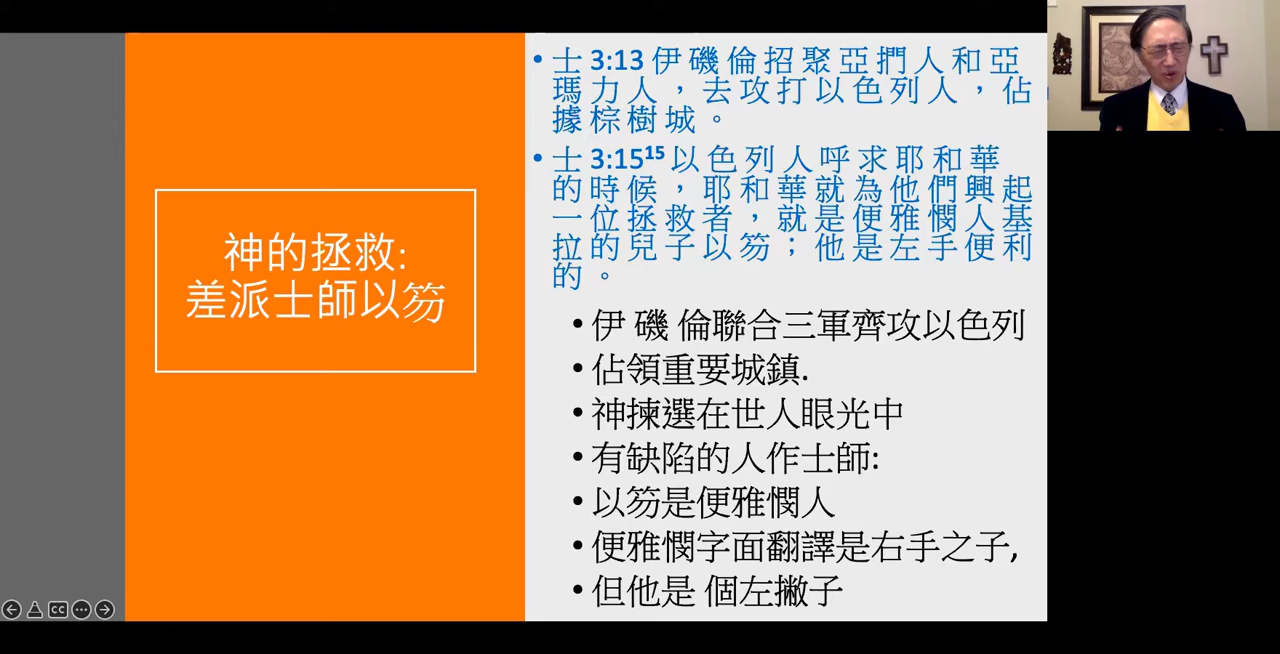 神的拯救:
差派士師以笏
• 士 3:13 伊磯倫招聚亞捫人和亞
瑪力人，去攻打以色列人，佔
據棕樹城。
• 士 3:15¹⁵ 以色列人呼求耶和華
的時候，耶和華就為他們興起
一位拯救者，就是便雅憫人基
拉的兒子以笏；他是左手便利
的。
• 伊 磯 倫聯合三軍齊攻以色列
• 佔領重要城鎮.
• 神揀選在世人眼光中
• 有缺陷的人作士師:
• 以笏是便雅憫人
• 便雅憫字面翻譯是右手之子,
• 但他是 個左撇子
CC